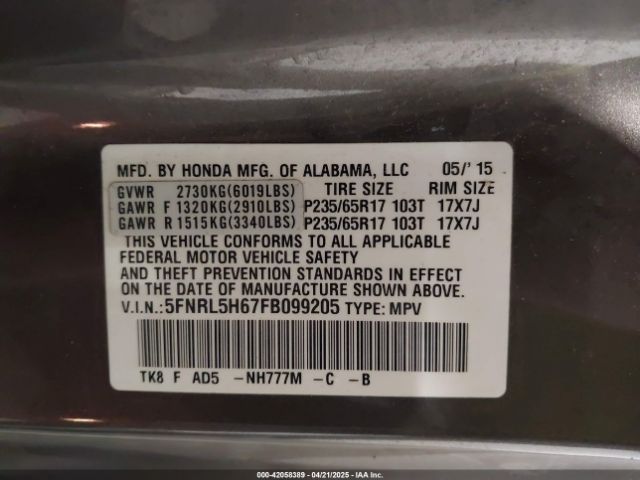 MFD. BY HONDA MFG. OF ALABAMA, LLC 05/'15
GVWR 2730KG(6019LBS) TIRE SIZE RIM SIZE
GAWR F 1320KG(2910LBS) P235/65R17 103T 17X7J
GAWR R 1515KG(3340LBS) P235/65R17 103T 17X7J
THIS VEHICLE CONFORMS TO ALL APPLICABLE
FEDERAL MOTOR VEHICLE SAFETY
AND THEFT PREVENTION STANDARDS IN EFFECT
ON THE DATE OF MANUFACTURE SHOWN ABOVE.
V.I.N.:5FNRL5H67FB099205 TYPE: MPV
TK8 F AD5 -NH777M -C -B
000-42058389 - 04/21/2025 - IAA Inc.